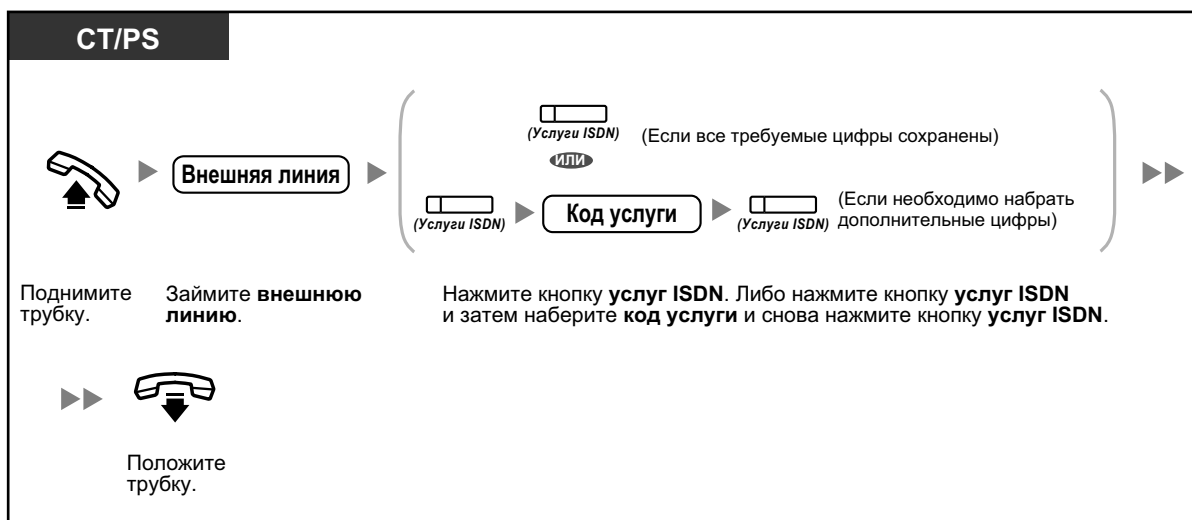 CT/PS
(Услуги ISDN) (Если все требуемые цифры сохранены)
ИЛИ
Внешняя линия
(Услуги ISDN) Код услуги (Услуги ISDN) (Если необходимо набрать
дополнительные цифры)
Поднимите
трубку.
Займите внешнюю
линию.
Нажмите кнопку услуг ISDN. Либо нажмите кнопку услуг ISDN
и затем наберите код услуги и снова нажмите кнопку услуг ISDN.
Положите
трубку.